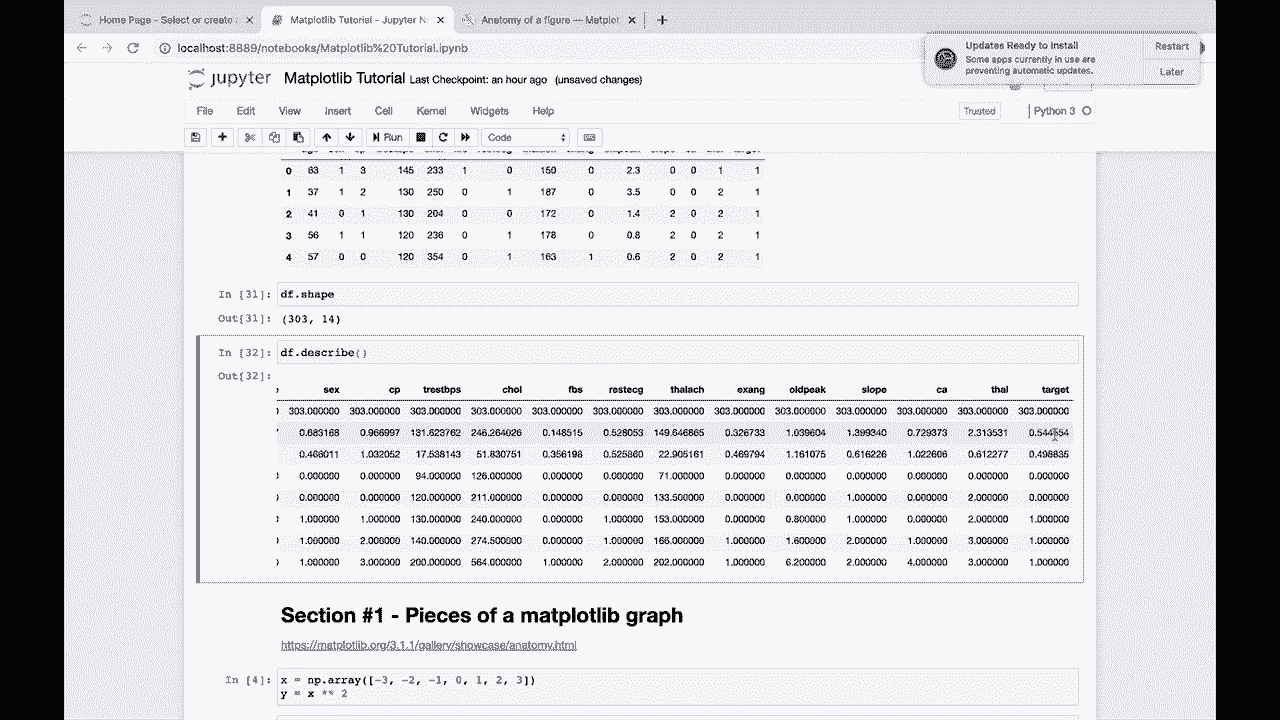 Home Page - Select or create
Matplotlib Tutorial - Jupyter N
Anatomy of a figure — Matplot
localhost:8889/notebooks/Matplotlib%20Tutorial.ipynb
Updates Ready to Install
Some apps currently in use are
preventing automatic updates.
Restart
Later
jupyter Matplotlib Tutorial Last Checkpoint: an hour ago (unsaved changes)
File Edit View Insert Cell Kernel Widgets Help
Trusted Python 3
Run Code
0 63 1 3 145 233 1 0 150 0 2.3 0 0 1 1
1 37 1 2 130 250 0 1 187 0 3.5 0 0 2 1
2 41 0 1 130 204 0 0 172 0 1.4 2 0 2 1
3 56 1 1 120 236 0 1 178 0 0.8 2 0 2 1
4 57 0 0 120 354 0 1 163 1 0.6 2 0 2 1
In [31]: df.shape
Out[31]: (303, 14)
In [32]: df.describe()
Out[32]:
sex cp trestbps chol fbs restecg thalach exang oldpeak slope ca thal target
303.000000 303.000000 303.000000 303.000000 303.000000 303.000000 303.000000 303.000000 303.000000 303.000000 303.000000 303.000000 303.000000
0.683168 0.966997 131.623762 246.264026 0.148515 0.528053 149.646865 0.326733 1.039604 1.399340 0.729373 2.313531 0.544554
0.466011 1.032052 17.538143 51.830751 0.356198 0.525860 22.905161 0.469794 1.161075 0.616226 1.022606 0.612277 0.498835
0.000000 0.000000 94.000000 126.000000 0.000000 0.000000 71.000000 0.000000 0.000000 0.000000 0.000000 0.000000 0.000000
0.000000 0.000000 120.000000 211.000000 0.000000 0.000000 133.500000 0.000000 0.000000 1.000000 0.000000 2.000000 0.000000
1.000000 1.000000 130.000000 240.000000 0.000000 1.000000 153.000000 0.000000 0.800000 1.000000 0.000000 2.000000 1.000000
1.000000 2.000000 140.000000 274.500000 0.000000 1.000000 166.000000 1.000000 1.600000 2.000000 1.000000 3.000000 1.000000
1.000000 3.000000 200.000000 564.000000 1.000000 2.000000 202.000000 1.000000 6.200000 2.000000 4.000000 3.000000 1.000000
Section #1 - Pieces of a matplotlib graph
https://matplotlib.org/3.1.1/gallery/showcase/anatomy.html
In [4]: x = np.array([-3, -2, -1, 0, 1, 2, 3])
y = x ** 2